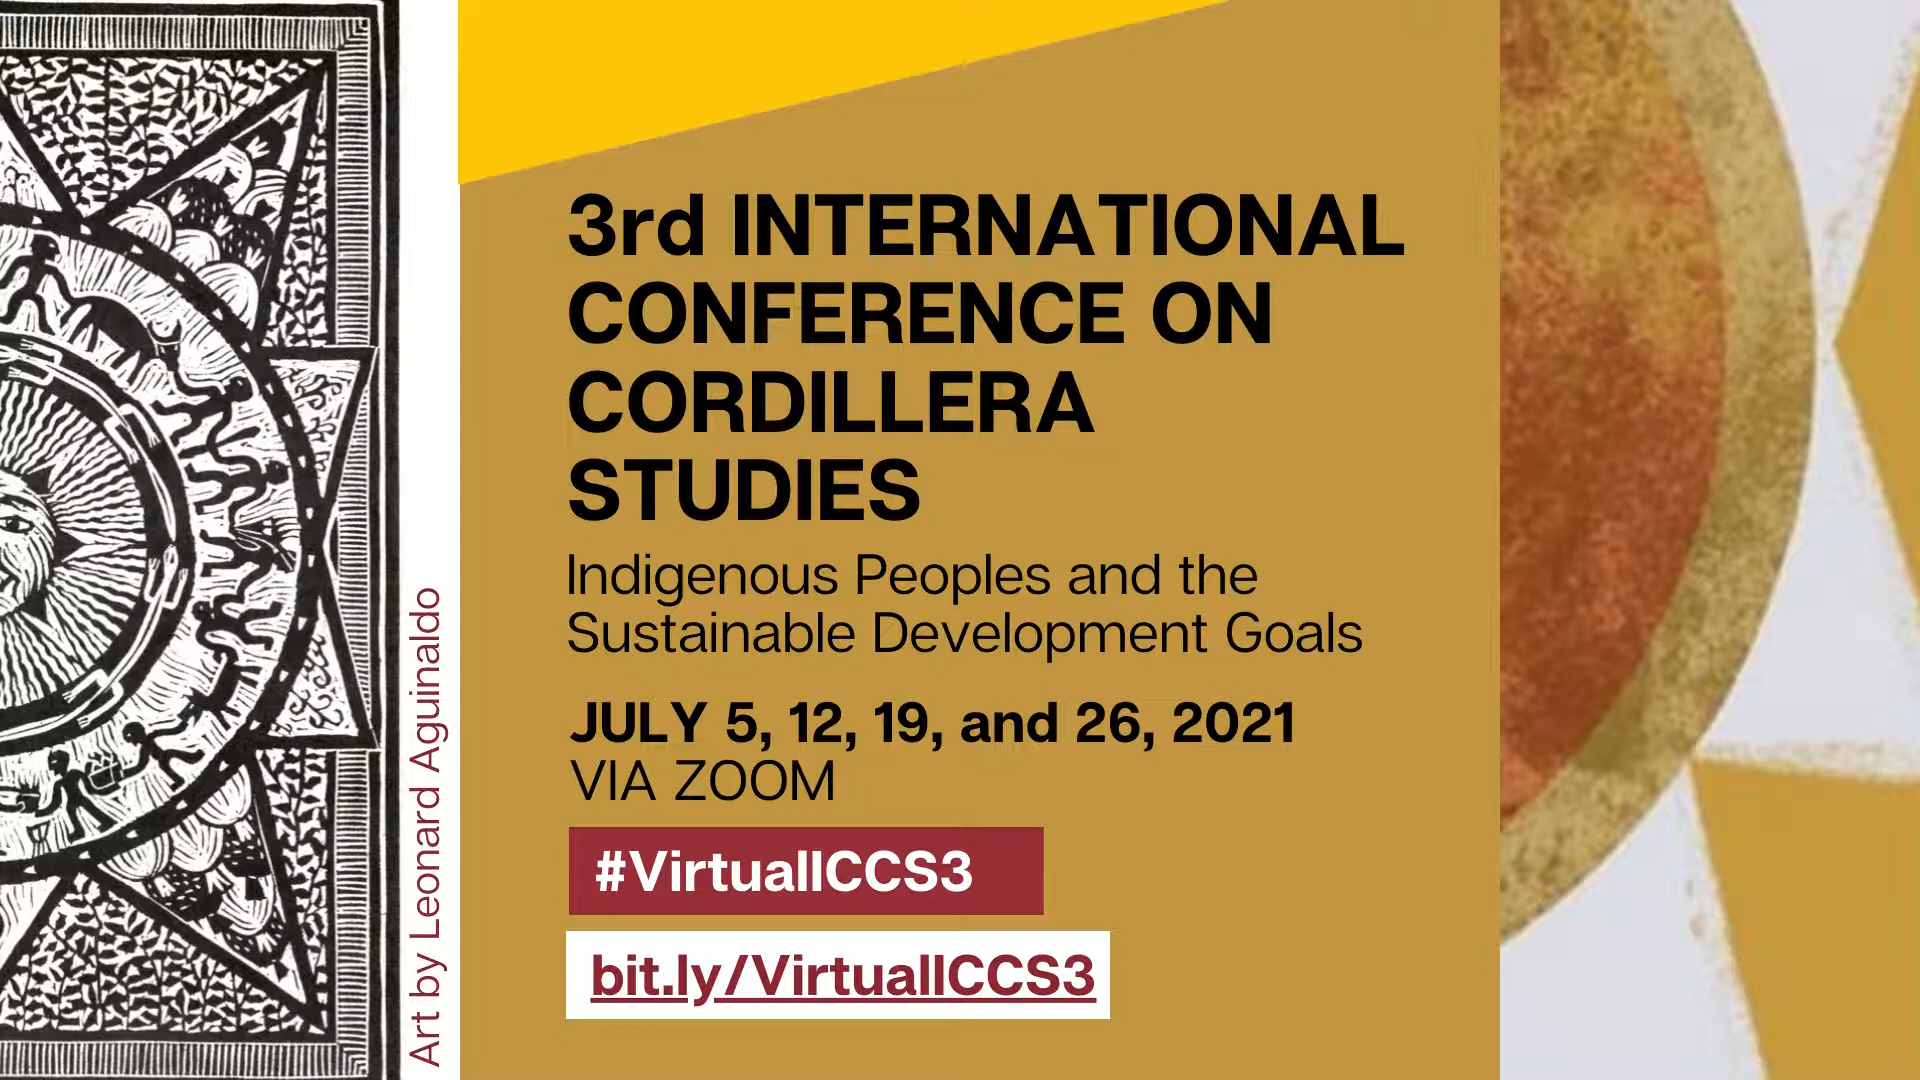 3rd INTERNATIONAL
CONFERENCE ON
CORDILLERA
STUDIES
Indigenous Peoples and the
Sustainable Development Goals
JULY 5, 12, 19, and 26, 2021
VIA ZOOM
#VirtualICCS3
bit.ly/VirtualICCS3
Art by Leonard Aguinaldo